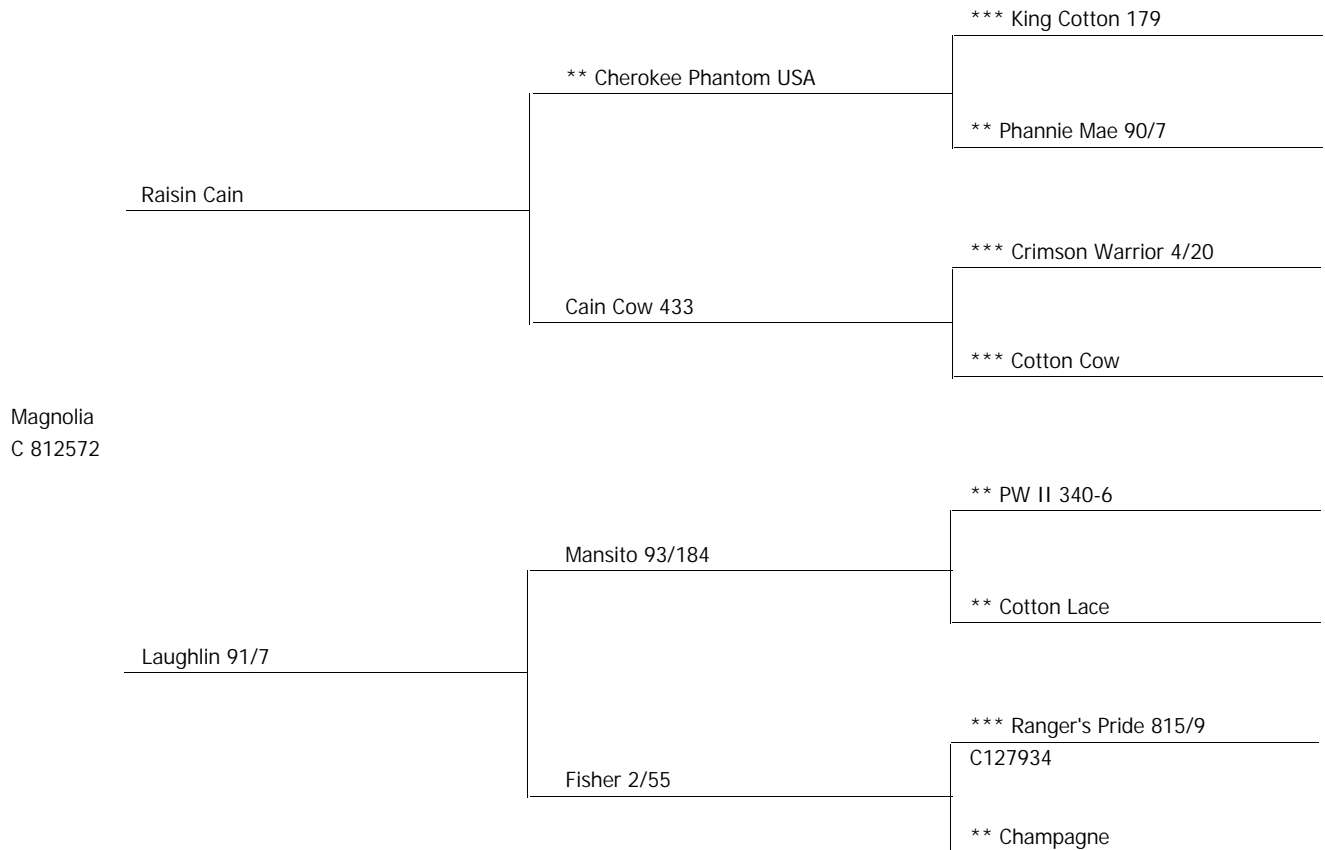 *** King Cotton 179
** Cherokee Phantom USA
** Phannie Mae 90/7
Raisin Cain
*** Crimson Warrior 4/20
Cain Cow 433
*** Cotton Cow
Magnolia
C 812572
** PW II 340-6
Mansito 93/184
** Cotton Lace
Laughlin 91/7
*** Ranger's Pride 815/9
C127934
Fisher 2/55
** Champagne